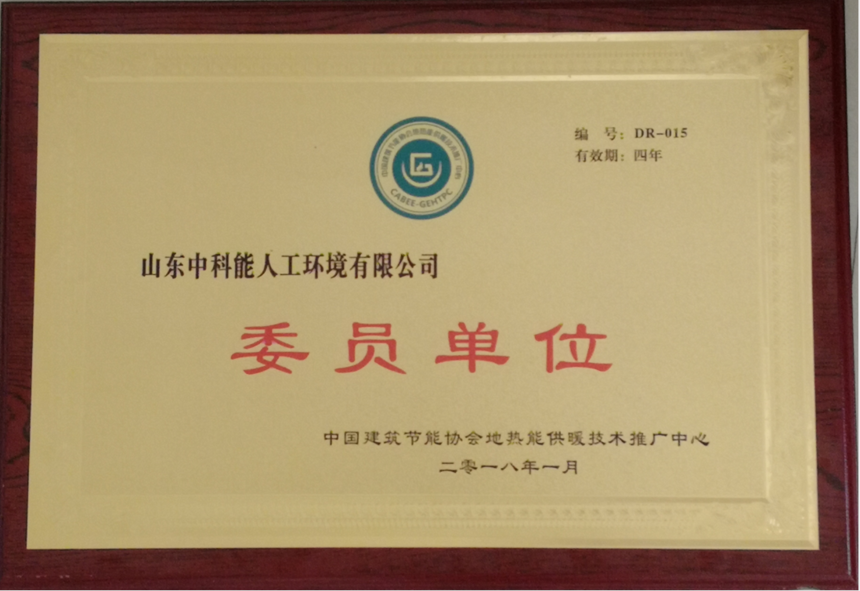 编 号：DR-015
有效期：四年
CABEE-GEHTPC
山东中科能人工环境有限公司
委员单位
中国建筑节能协会地热能供暖技术推广中心
二零一八年一月